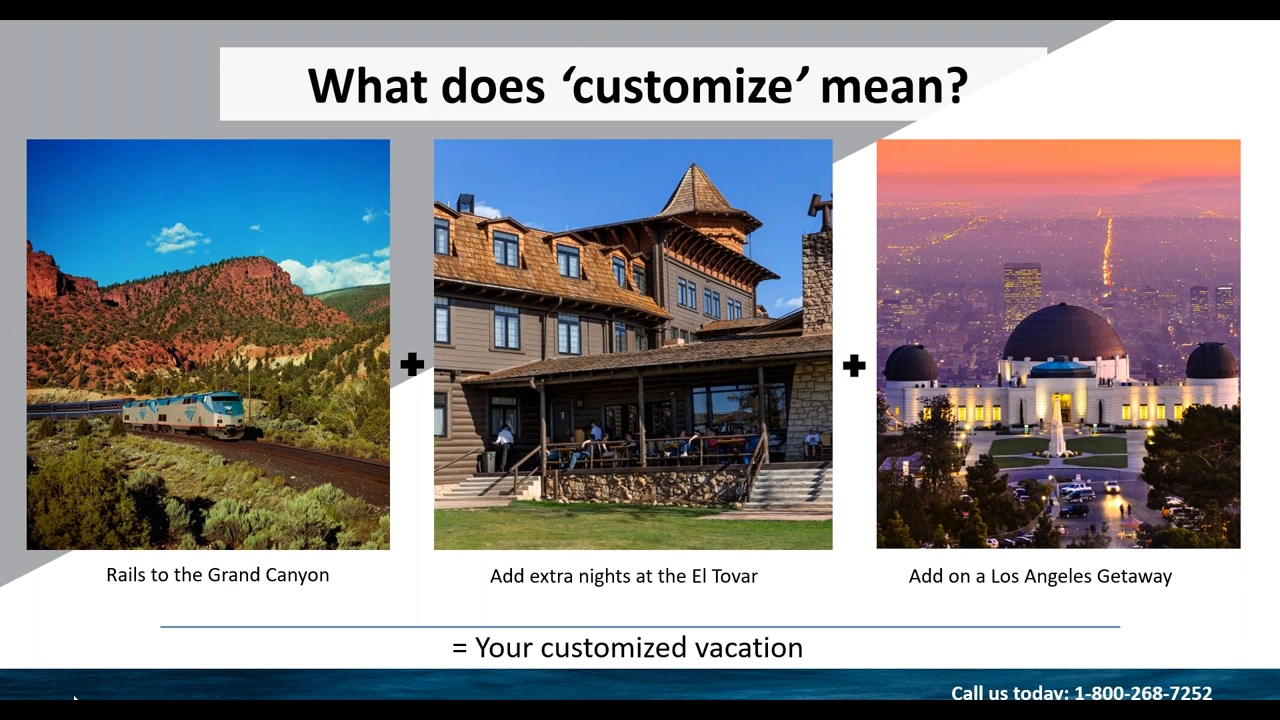 What does ‘customize’ mean?
Rails to the Grand Canyon
Add extra nights at the El Tovar
Add on a Los Angeles Getaway
= Your customized vacation
Call us today: 1-800-268-7252